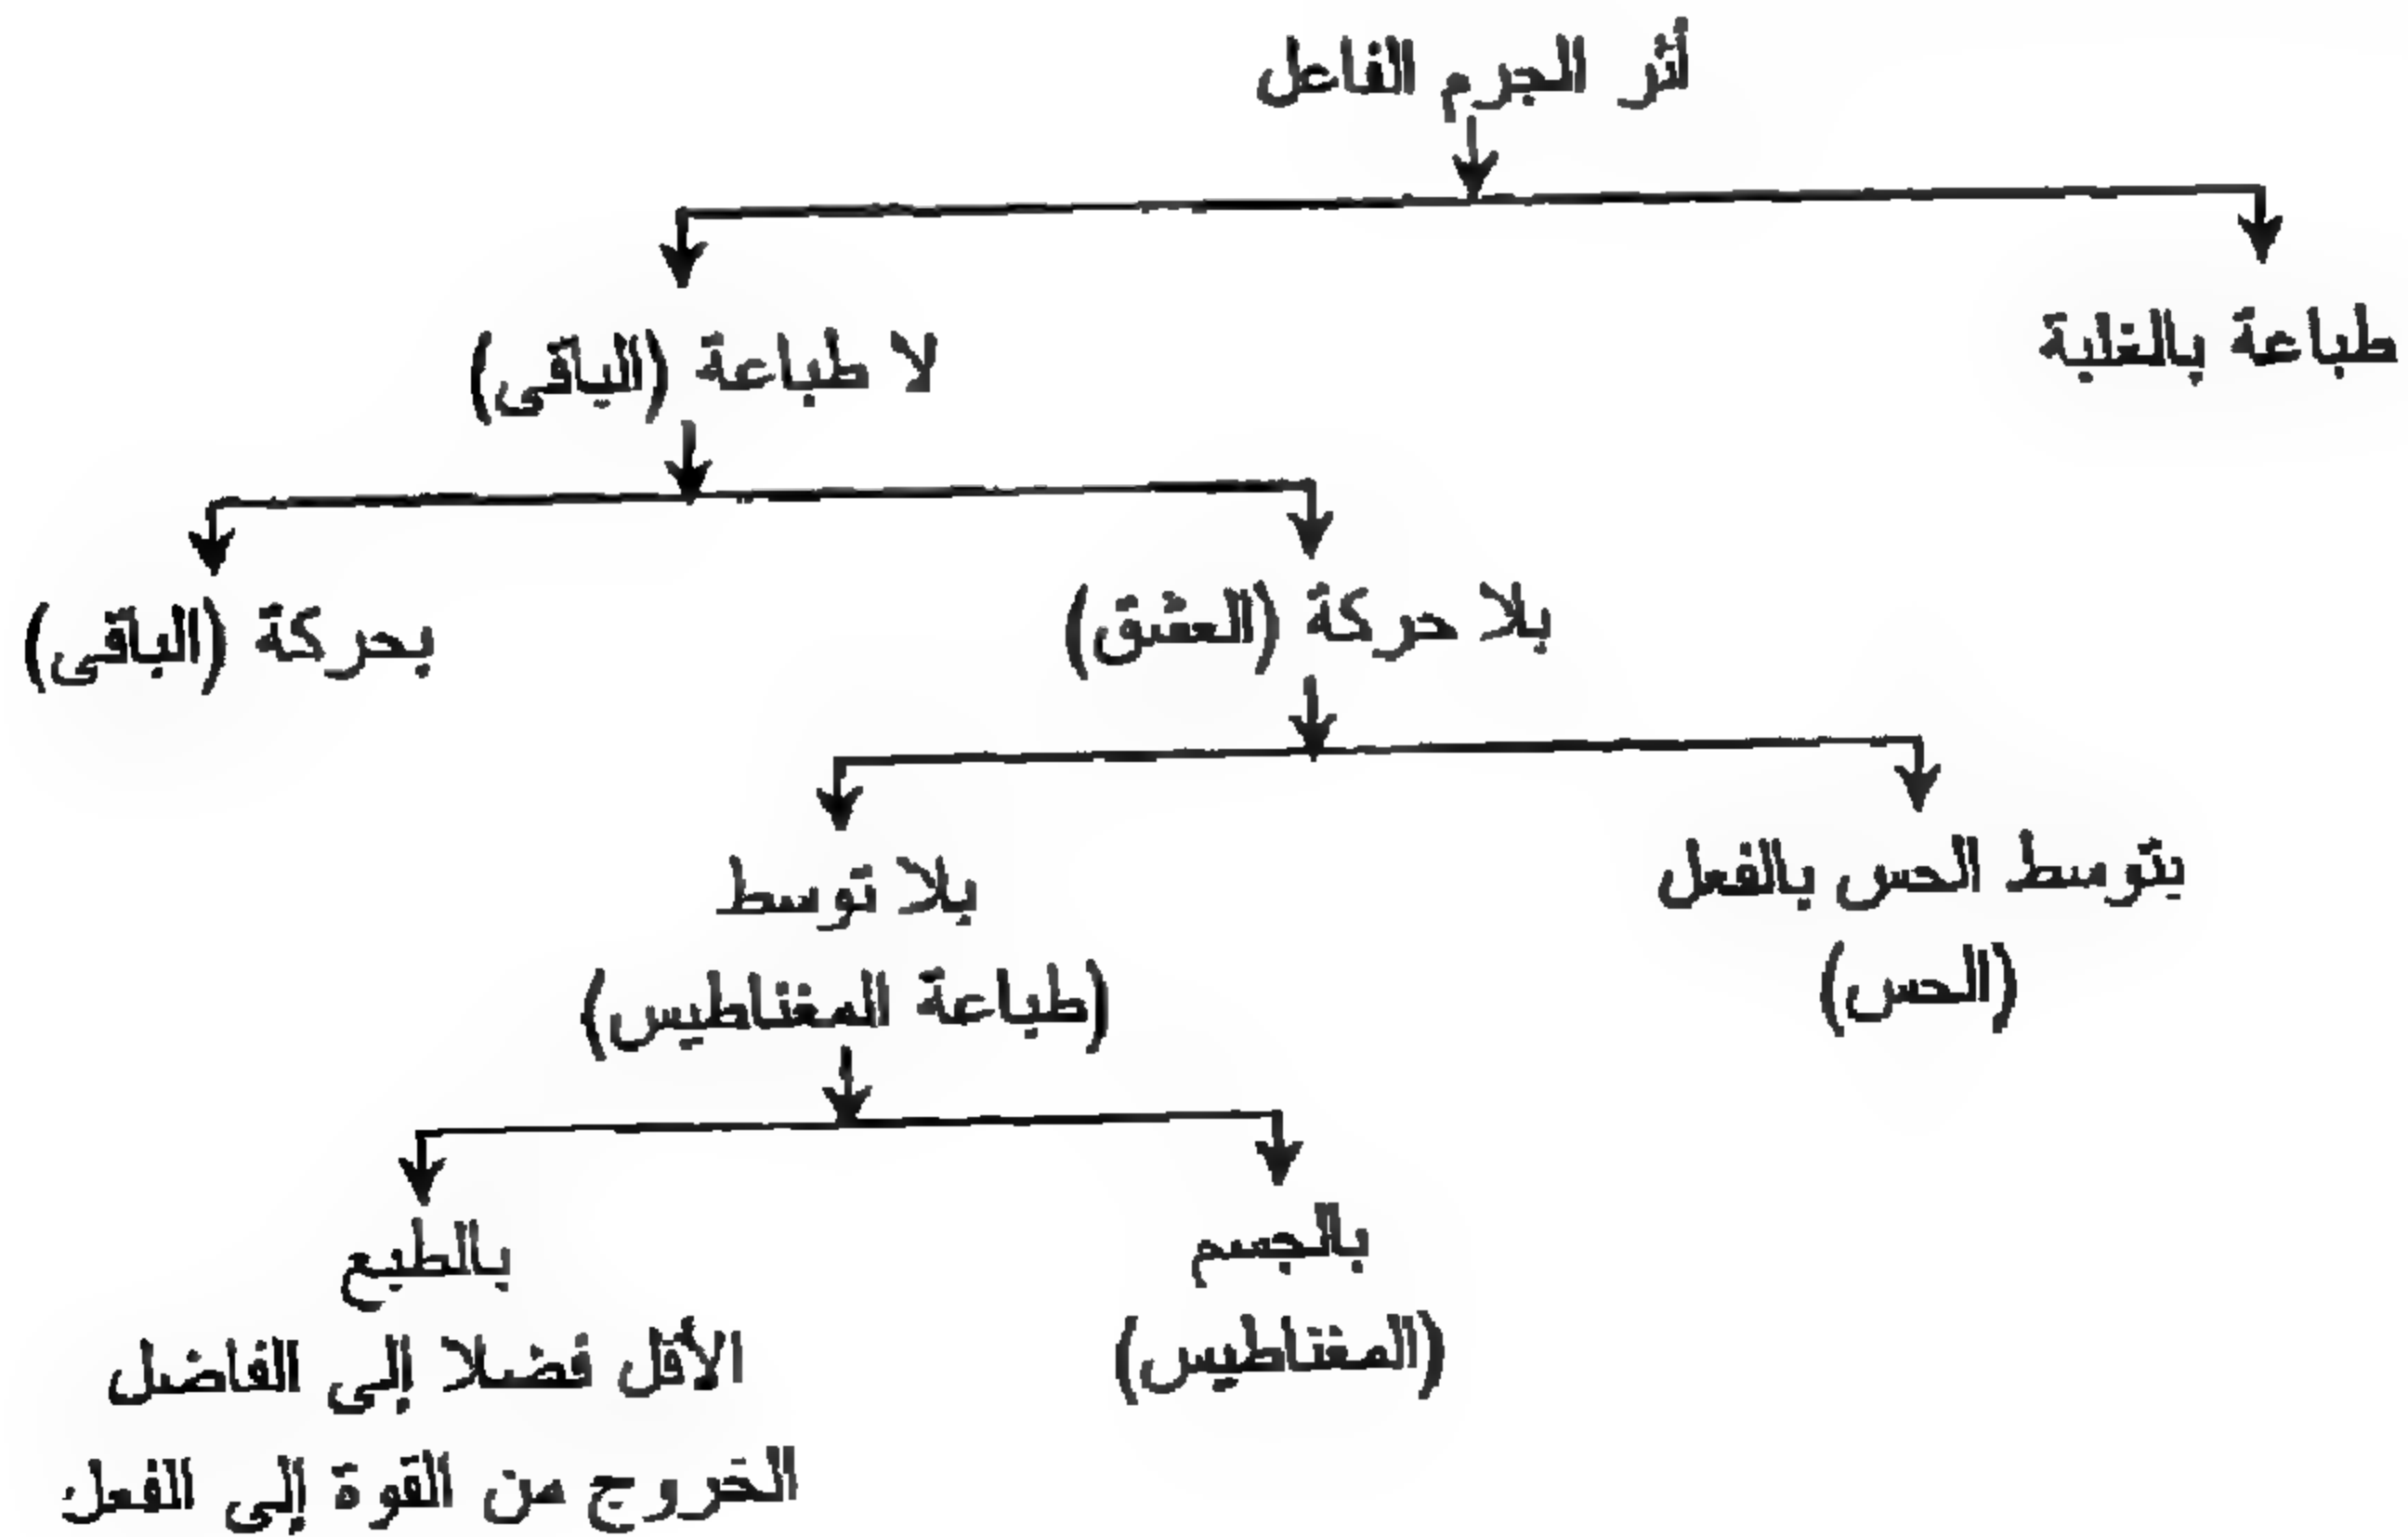 أثر الجرم الفاعل
طباعة بالغلبة
لا طباعة (الباقى)
بلا حركة (العشق)
بحركة (الباقى)
بتوسط الحس بالفعل
(الحس)
بلا توسط
(طباعة المغناطيس)
بالجسم
(المغناطيس)
بالطبع
الأقل فضلا إلى الفاضل
الخروج من القوة إلى الفعل